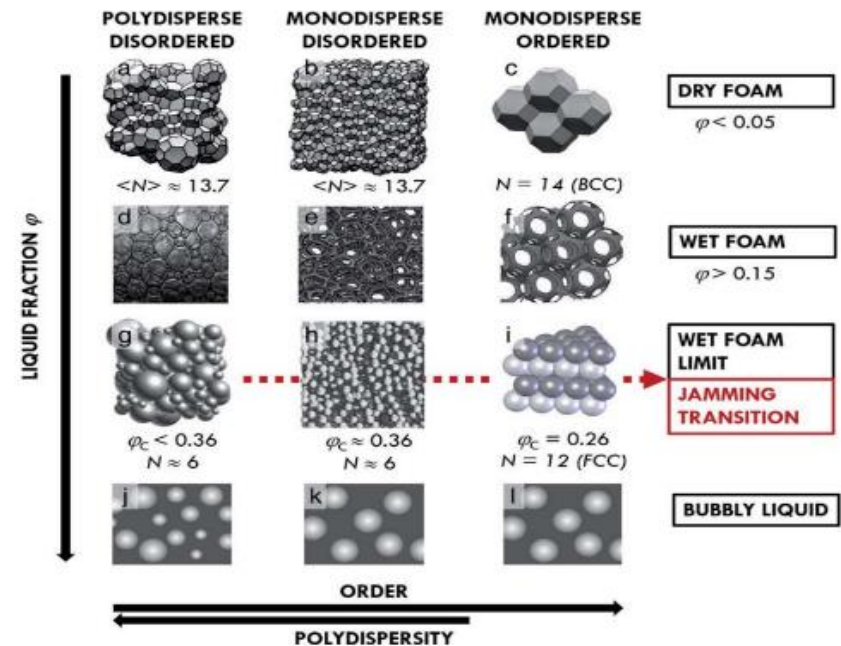 POLYDISPERSE
DISORDERED
MONODISPERSE
DISORDERED
MONODISPERSE
ORDERED
a
b
c
DRY FOAM
φ < 0.05
<N> ≈ 13.7
<N> ≈ 13.7
N = 14 (BCC)
d
e
f
WET FOAM
φ > 0.15
LIQUID FRACTION φ
g
h
i
WET FOAM
LIMIT
JAMMING
TRANSITION
φc < 0.36
N ≈ 6
φc ≈ 0.36
N ≈ 6
φc = 0.26
N = 12 (FCC)
j
k
l
BUBBLY LIQUID
ORDER
POLYDISPERSITY